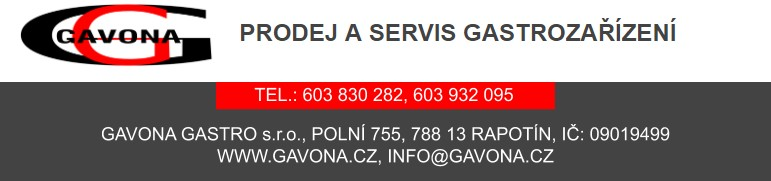 GAVONA
PRODEJ A SERVIS GASTROZAŘÍZENÍ
TEL.: 603 830 282, 603 932 095
GAVONA GASTRO s.r.o., POLNÍ 755, 788 13 RAPOTÍN, IČ: 09019499
WWW.GAVONA.CZ, INFO@GAVONA.CZ